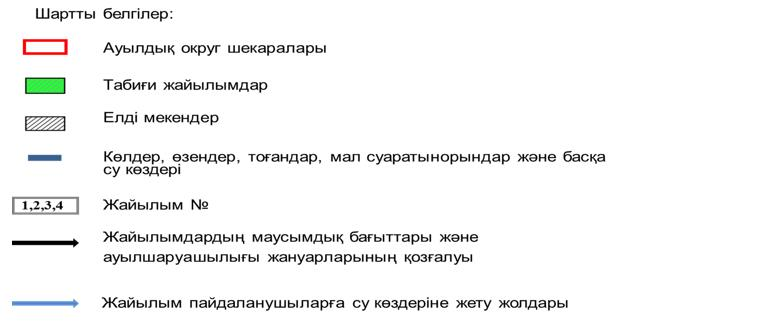 Шартты белгілер:
Ауылдық округ шекаралары
Табиғи жайылымдар
Елді мекендер
Көлдер, өзендер, тоғандар, мал суаратынорындар және басқа
су көздері
1,2,3,4 Жайылым №
Жайылымдардың маусымдық бағыттары және
ауылшаруашылығы жануарларының қозғалуы
Жайылым пайдаланушыларға су көздеріне жету жолдары